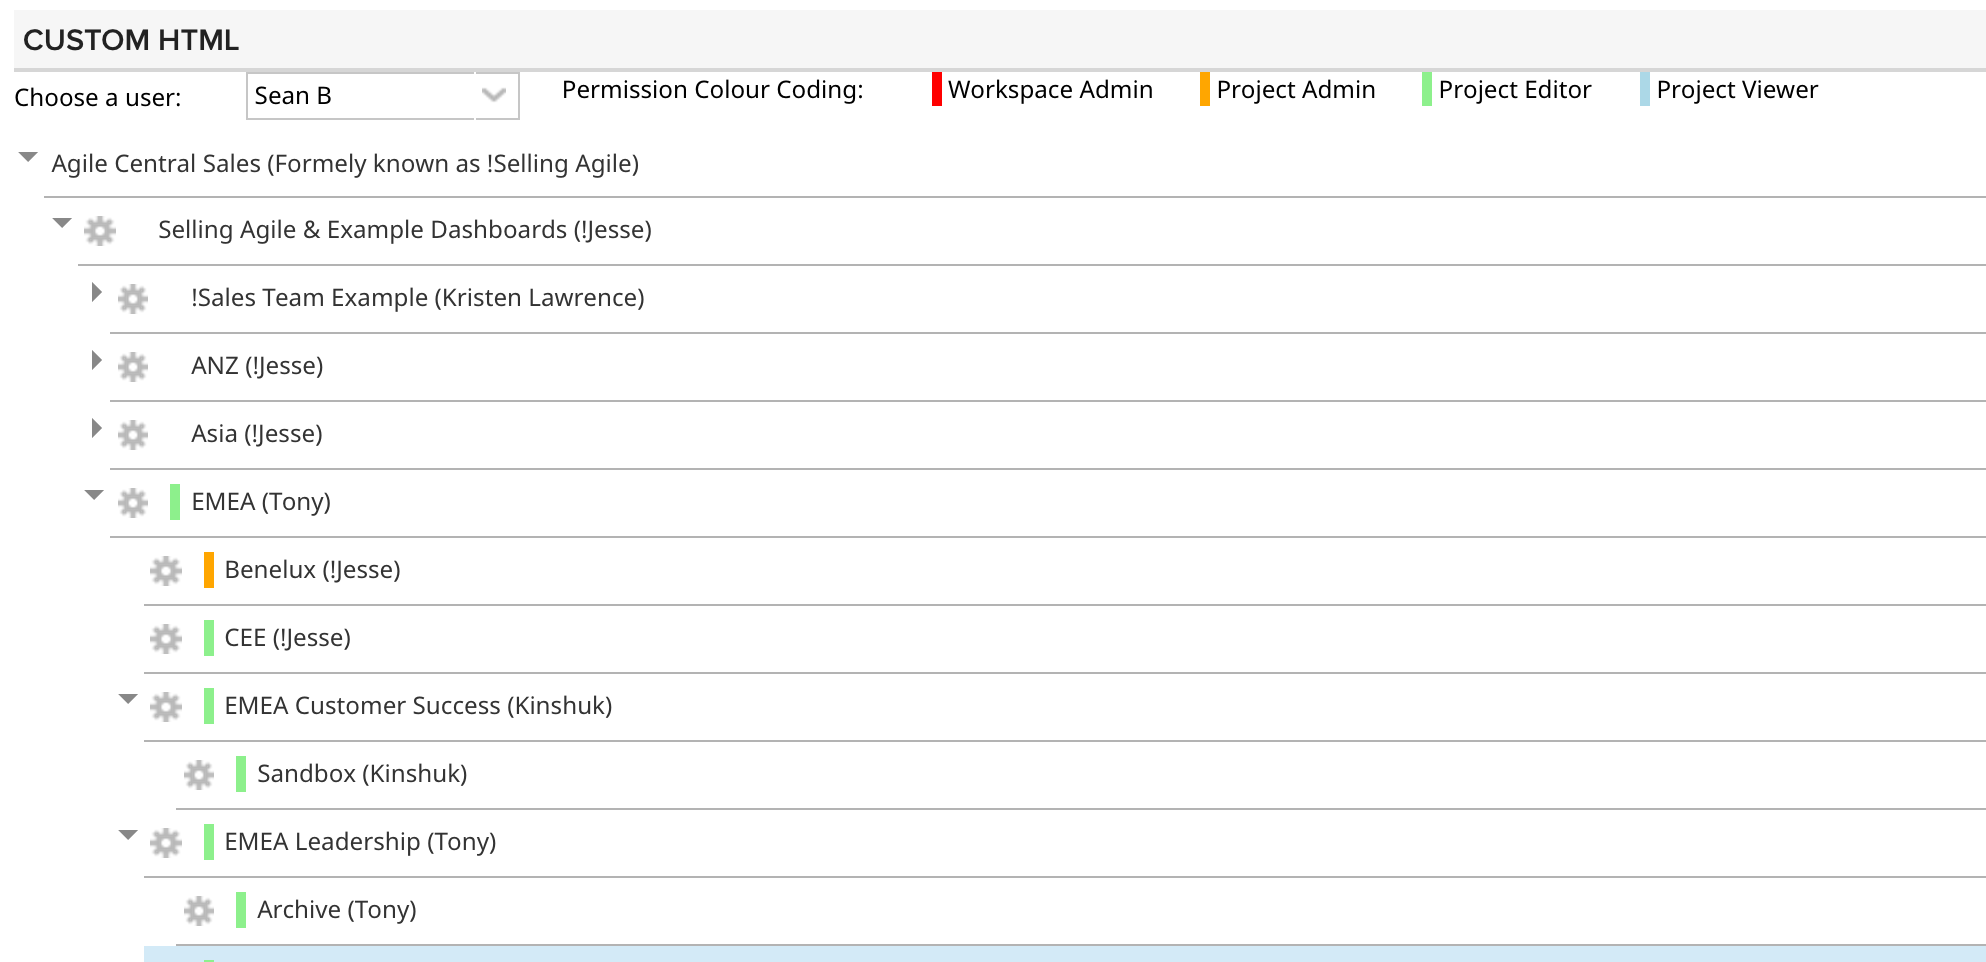 CUSTOM HTML
Choose a user: Sean B Permission Colour Coding: Workspace Admin Project Admin Project Editor Project Viewer
Agile Central Sales (Formely known as !Selling Agile)
Selling Agile & Example Dashboards (!Jesse)
!Sales Team Example (Kristen Lawrence)
ANZ (!Jesse)
Asia (!Jesse)
EMEA (Tony)
Benelux (!Jesse)
CEE (!Jesse)
EMEA Customer Success (Kinshuk)
Sandbox (Kinshuk)
EMEA Leadership (Tony)
Archive (Tony)